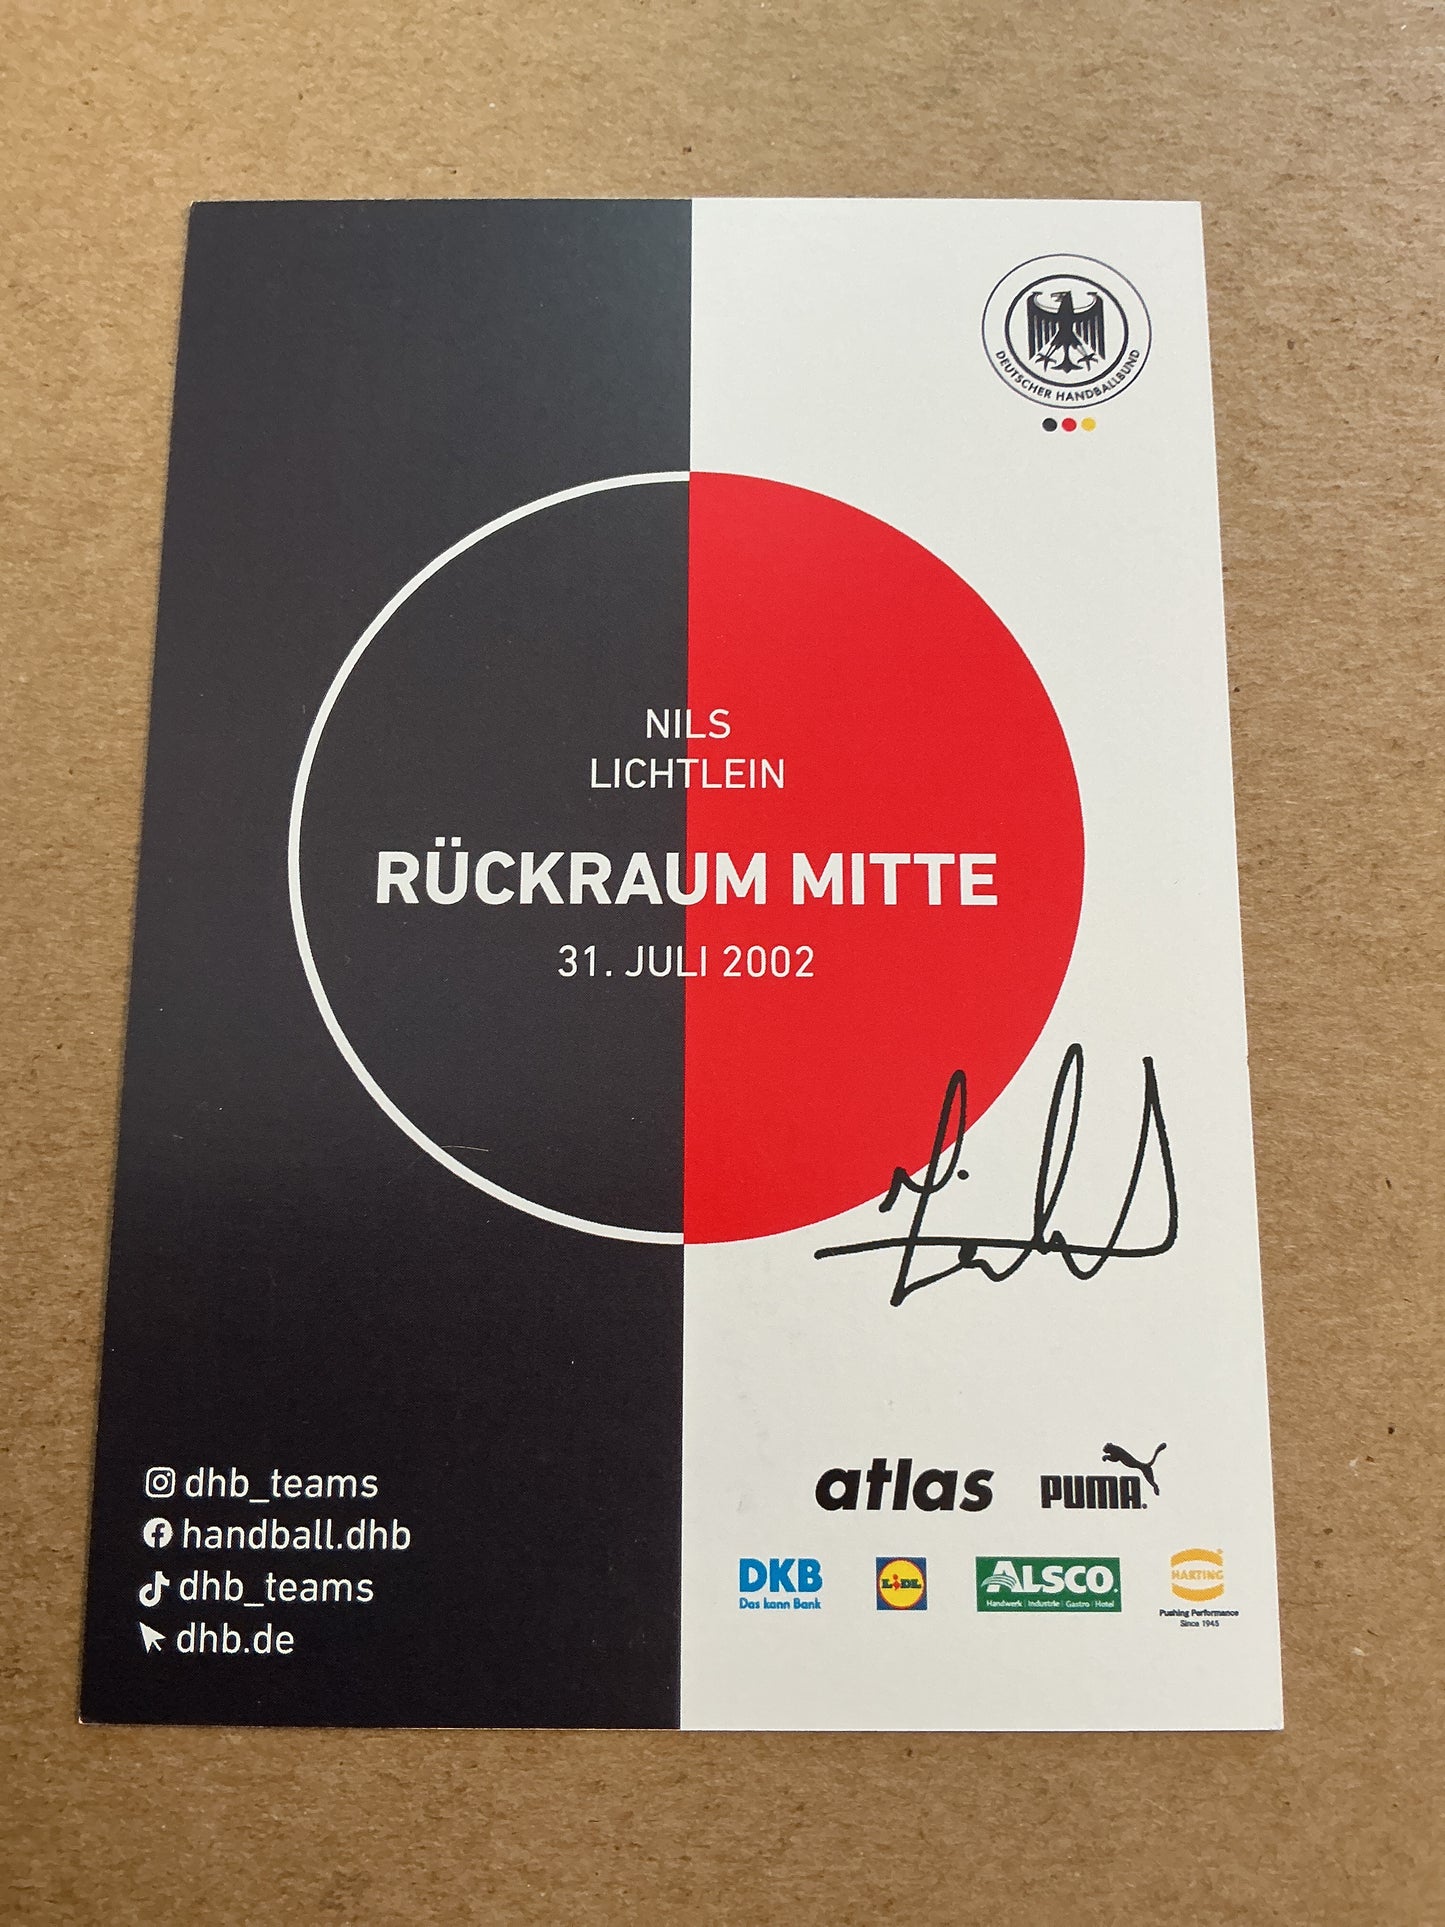 DEUTSCHER HANDBALLBUND
NILS
LICHTLEIN
RÜCKRAUM MITTE
31. JULI 2002
dhb_teams
handball.dhb
dhb_teams
dhb.de
atlas
PUMA.
DKB
Das kann Bank
LIDL
ALSCO.
Handwerk | Industrie | Gastro | Hotel
HARTING
Pushing Performance
Since 1945